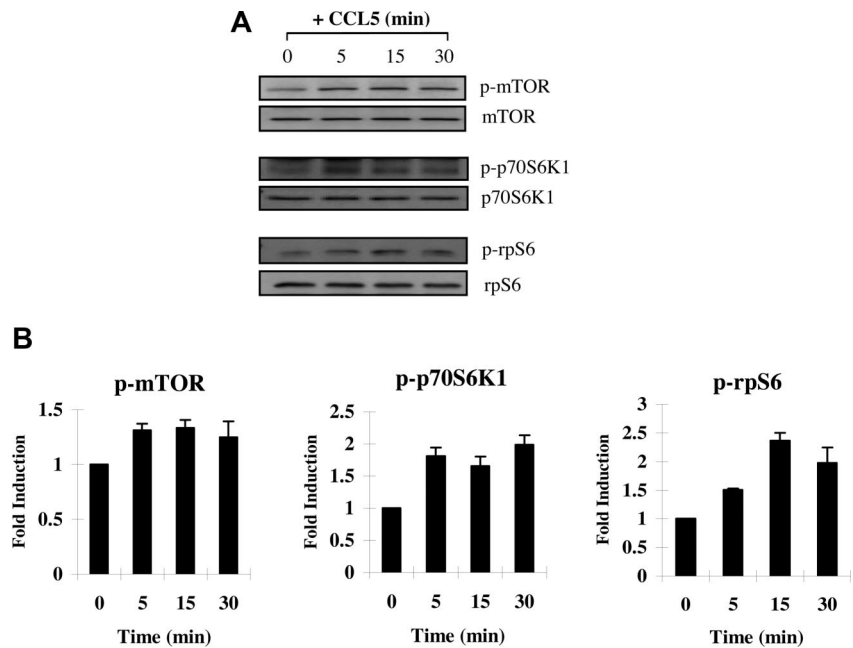 A
+ CCL5 (min)
0 5 15 30
p-mTOR
mTOR
p-p70S6K1
p70S6K1
p-rpS6
rpS6
B
p-mTOR
Fold Induction
1.5
1
0.5
0
0 5 15 30
Time (min)
p-p70S6K1
Fold Induction
2.5
2
1.5
1
0.5
0
0 5 15 30
Time (min)
p-rpS6
Fold Induction
3
2.5
2
1.5
1
0.5
0
0 5 15 30
Time (min)